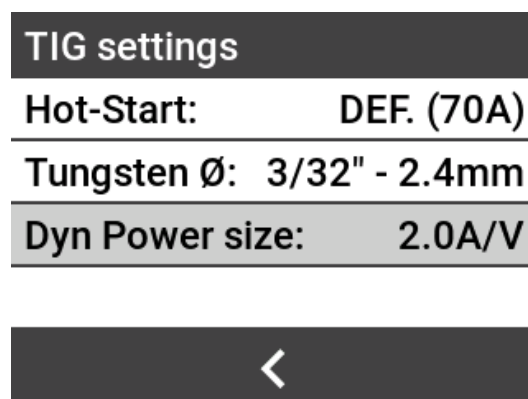 TIG settings
Hot-Start: DEF. (70A)
Tungsten Ø: 3/32" - 2.4mm
Dyn Power size: 2.0A/V